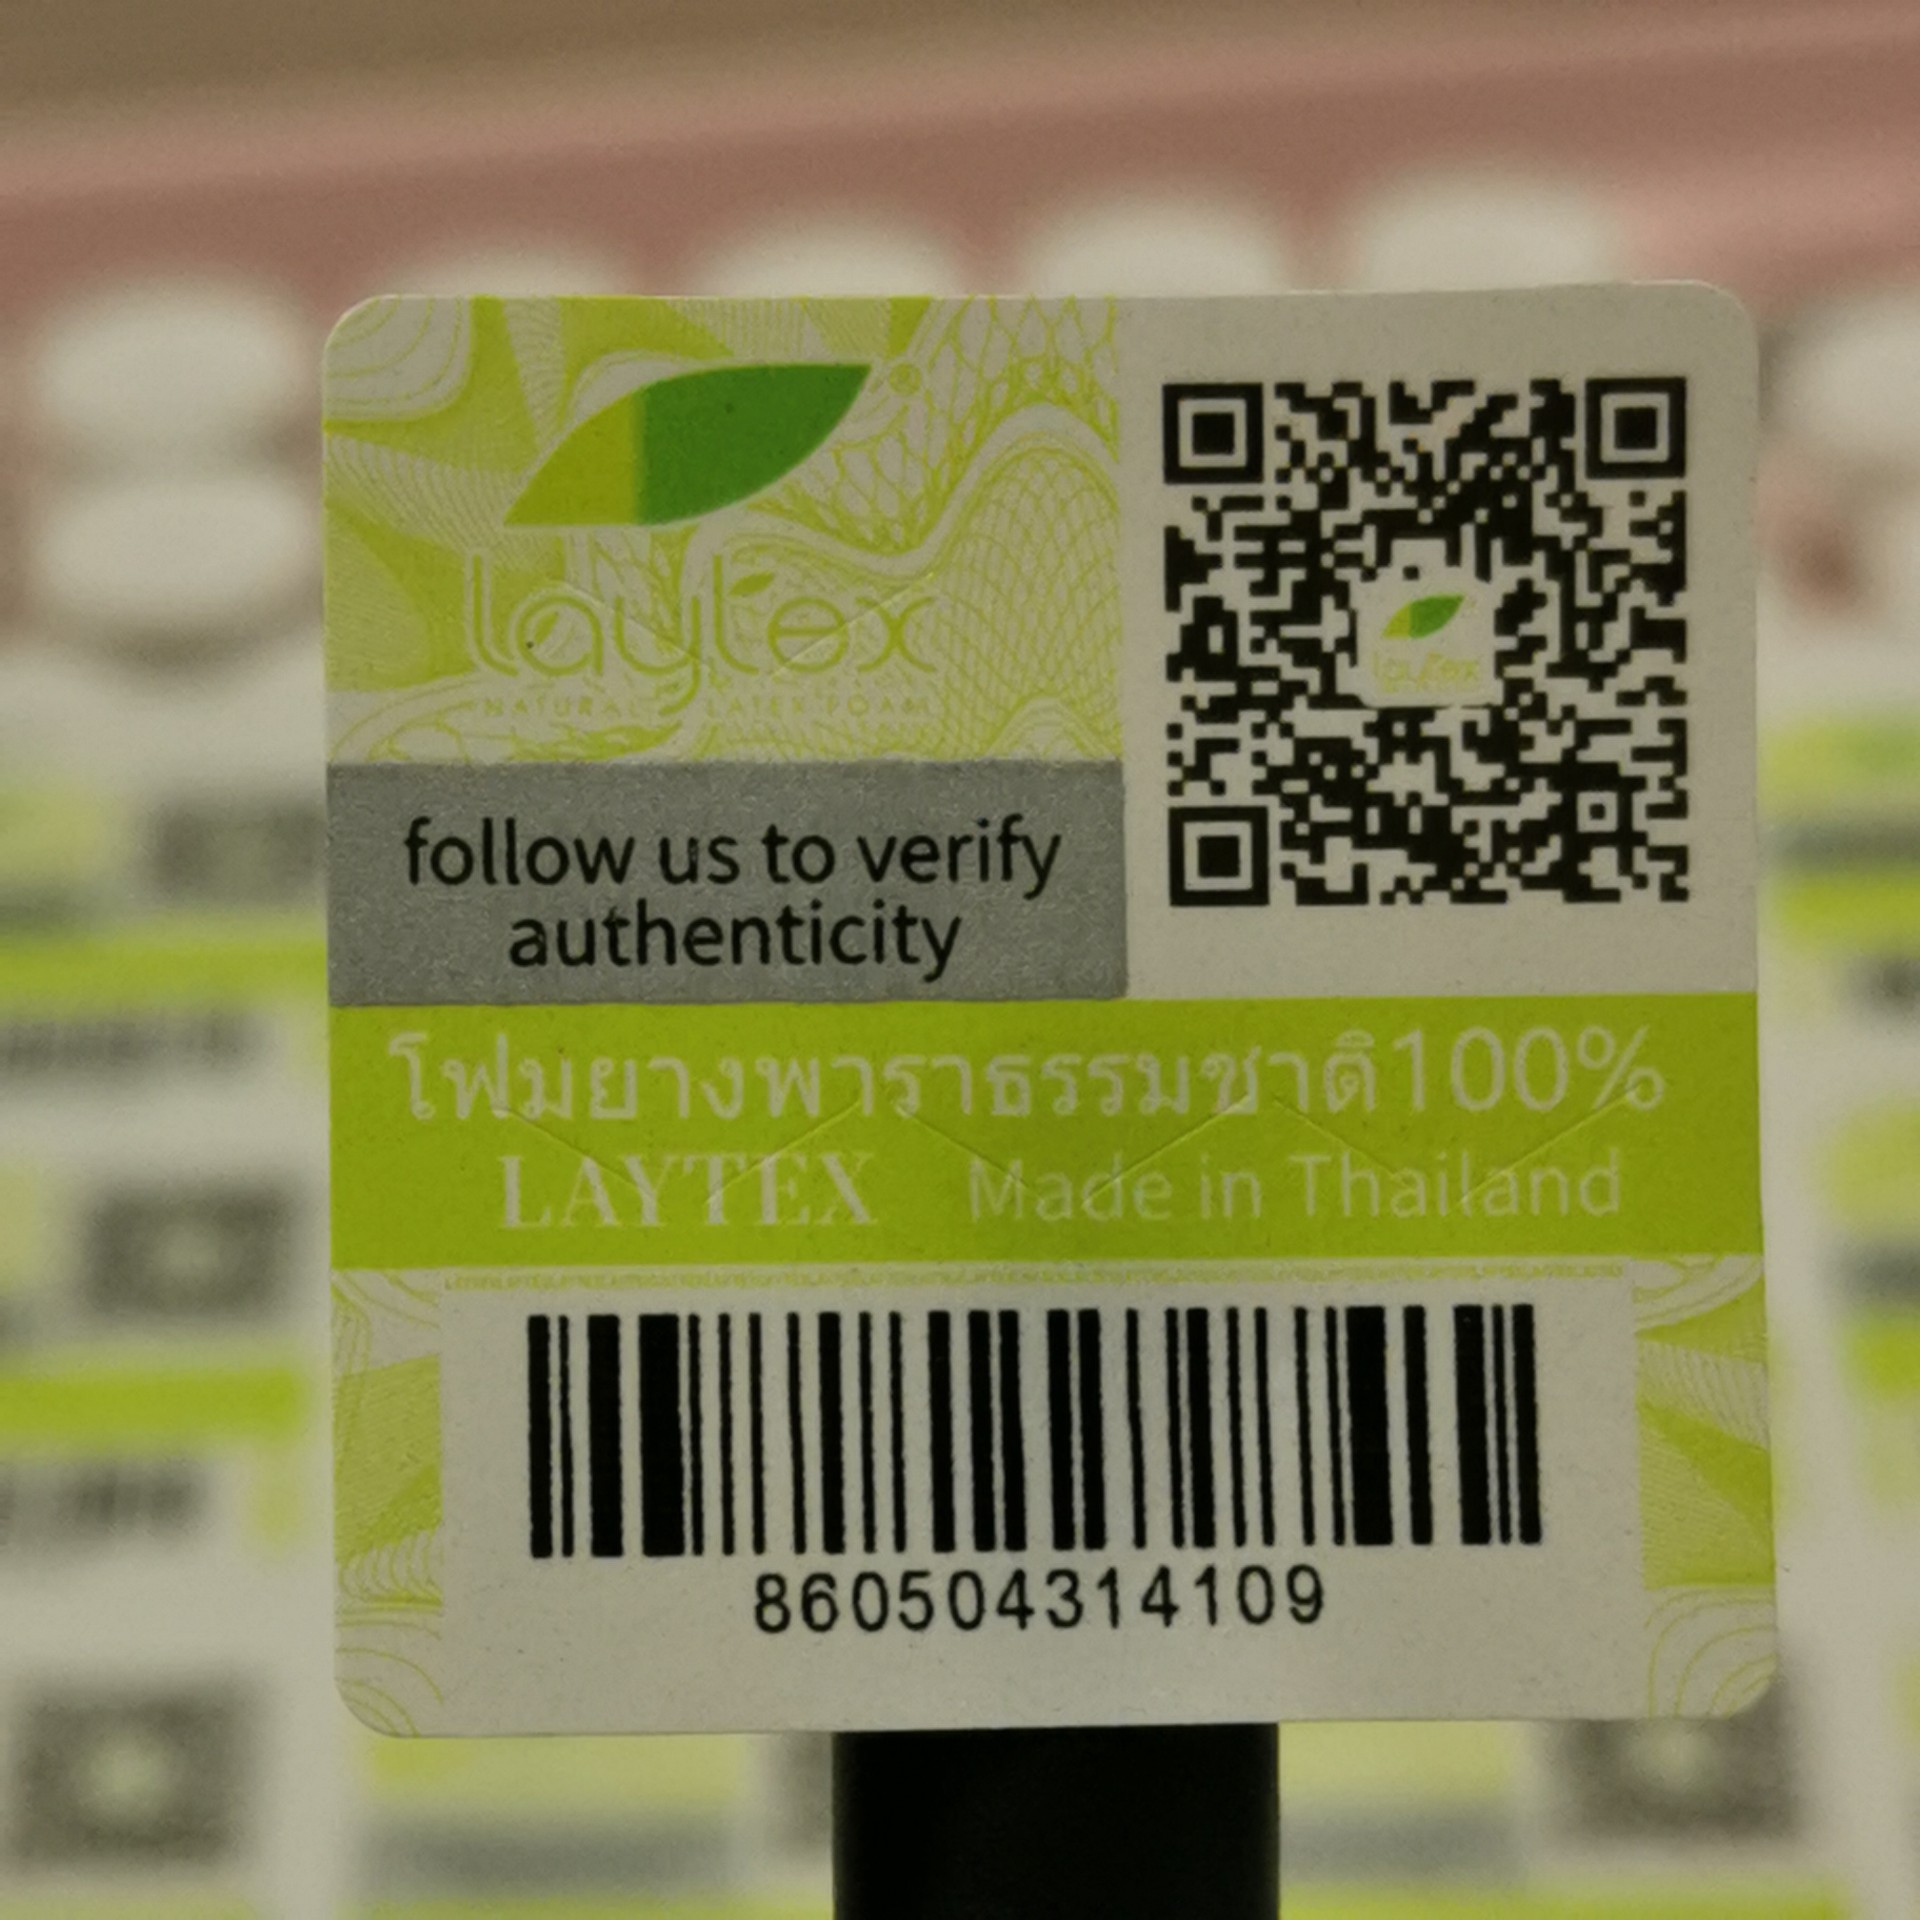 laytex
NATURAL LATEX FOAM
follow us to verify
authenticity
โฟมยางพาราธรรมชาติ100%
LAYTEX Made in Thailand
860504314109